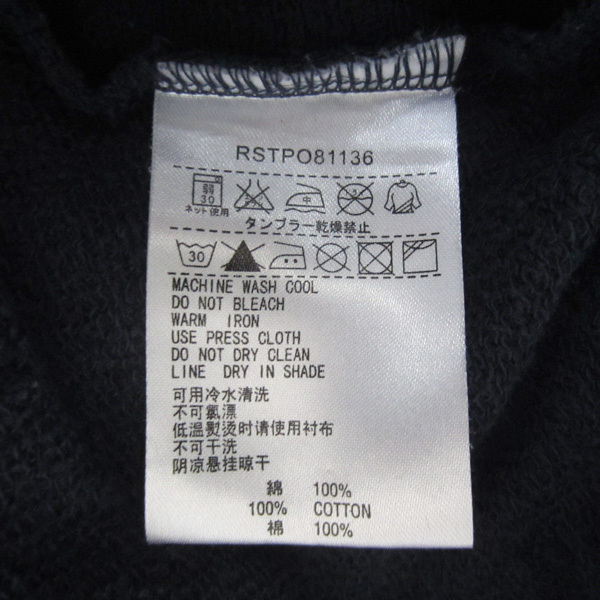 RSTPO81136
弱
30
中
ネット使用
タンブラー乾燥禁止
30
MACHINE WASH COOL
DO NOT BLEACH
WARM IRON
USE PRESS CLOTH
DO NOT DRY CLEAN
LINE DRY IN SHADE
可用冷水清洗
不可氯漂
低温熨烫时请使用衬布
不可干洗
阴凉悬挂晾干
綿 100%
100% COTTON
棉 100%